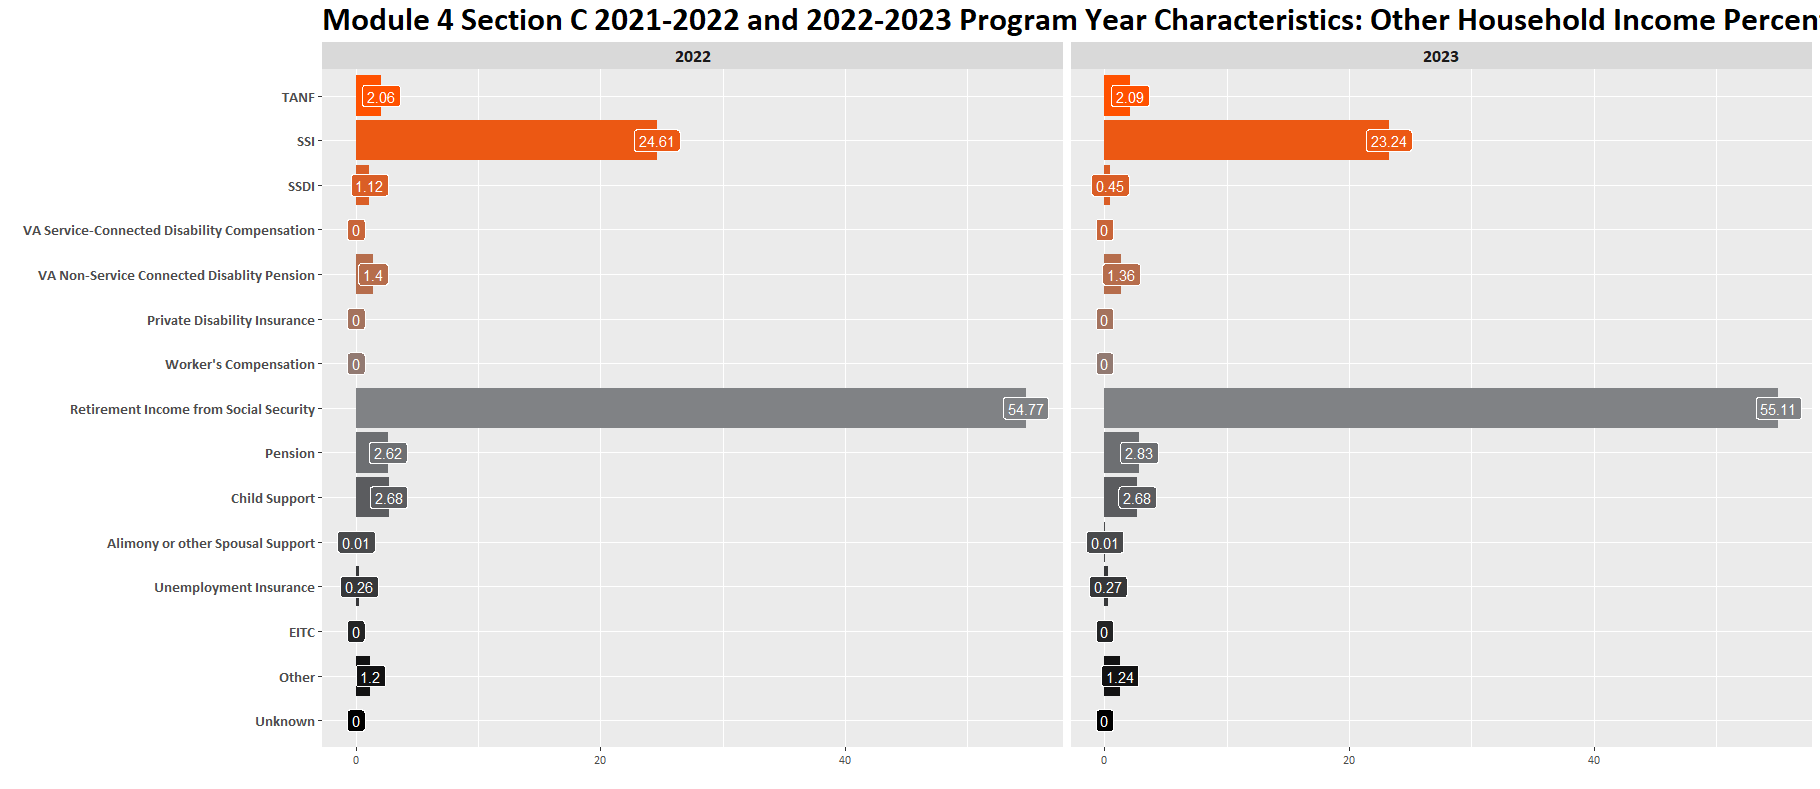 Module 4 Section C 2021-2022 and 2022-2023 Program Year Characteristics: Other Household Income Percen
2022 2023
TANF 2.06 2.09
SSI 24.61 23.24
SSDI 1.12 0.45
VA Service-Connected Disability Compensation 0 0
VA Non-Service Connected Disablity Pension 1.4 1.36
Private Disability Insurance 0 0
Worker's Compensation 0 0
Retirement Income from Social Security 54.77 55.11
Pension 2.62 2.83
Child Support 2.68 2.68
Alimony or other Spousal Support 0.01 0.01
Unemployment Insurance 0.26 0.27
EITC 0 0
Other 1.2 1.24
Unknown 0 0
0 20 40 0 20 40